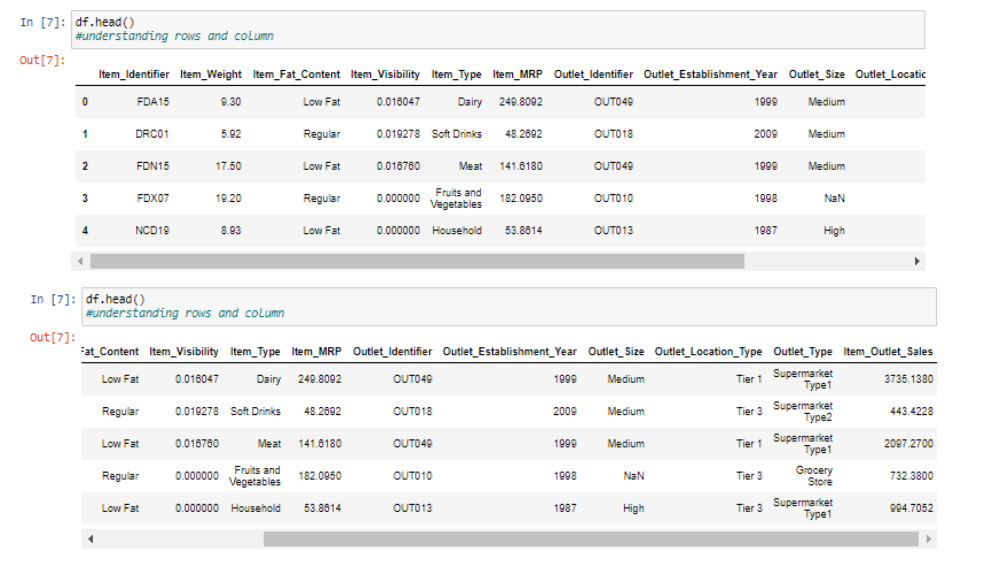 In [7]: df.head()
#understanding rows and column
Out[7]:
Item_Identifier Item_Weight Item_Fat_Content Item_Visibility Item_Type Item_MRP Outlet_Identifier Outlet_Establishment_Year Outlet_Size Outlet_Locatic
0 FDA15 9.30 Low Fat 0.016047 Dairy 249.8092 OUT049 1999 Medium
1 DRC01 5.92 Regular 0.019278 Soft Drinks 48.2692 OUT018 2009 Medium
2 FDN15 17.50 Low Fat 0.016760 Meat 141.6180 OUT049 1999 Medium
3 FDX07 19.20 Regular 0.000000 Fruits and Vegetables 182.0950 OUT010 1998 NaN
4 NCD19 8.93 Low Fat 0.000000 Household 53.8614 OUT013 1987 High
In [7]: df.head()
#understanding rows and column
Out[7]:
Fat_Content Item_Visibility Item_Type Item_MRP Outlet_Identifier Outlet_Establishment_Year Outlet_Size Outlet_Location_Type Outlet_Type Item_Outlet_Sales
Low Fat 0.016047 Dairy 249.8092 OUT049 1999 Medium Tier 1 Supermarket Type1 3735.1380
Regular 0.019278 Soft Drinks 48.2692 OUT018 2009 Medium Tier 3 Supermarket Type2 443.4228
Low Fat 0.016760 Meat 141.6180 OUT049 1999 Medium Tier 1 Supermarket Type1 2097.2700
Regular 0.000000 Fruits and Vegetables 182.0950 OUT010 1998 NaN Tier 3 Grocery Store 732.3800
Low Fat 0.000000 Household 53.8614 OUT013 1987 High Tier 3 Supermarket Type1 994.7052